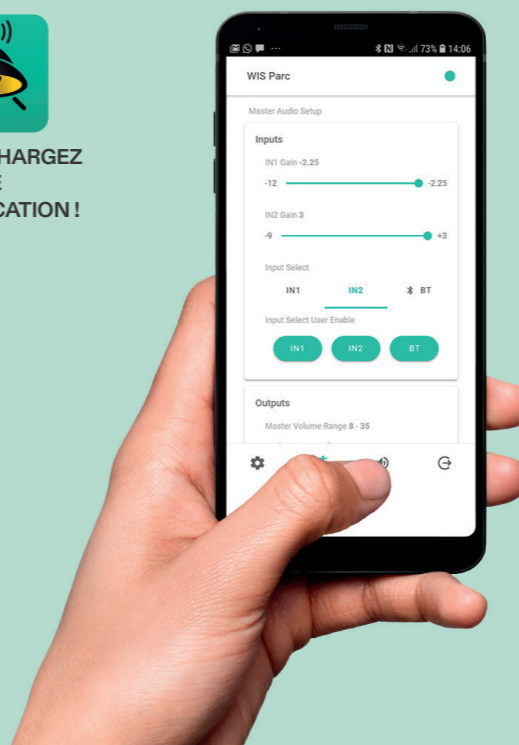 14:06
73%
WIS Parc
Master Audio Setup
Inputs
IN1 Gain -2.25
-12 -2.25
IN2 Gain 3
-9 +3
Input Select
IN1 IN2 BT
Input Select User Enable
IN1 IN2 BT
Outputs
Master Volume Range 8 - 35
HARGEZ
CATION !